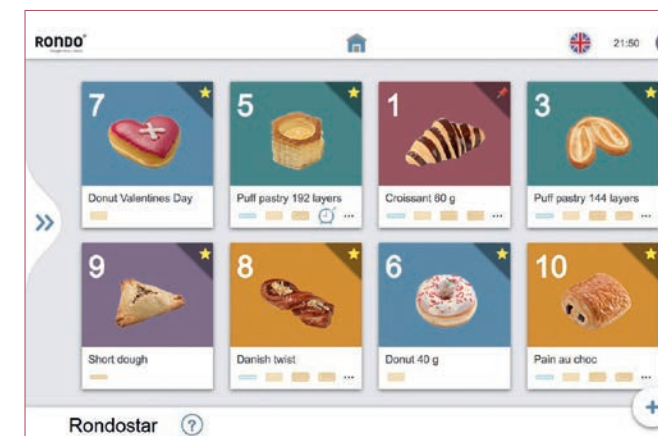 RONDO
21:50
7
5
1
3
Donut Valentines Day
Puff pastry 192 layers
Croissant 60 g
Puff pastry 144 layers
...
...
...
9
8
6
10
Short dough
Danish twist
Donut 40 g
Pain au choc
...
...
Rondostar ?
+